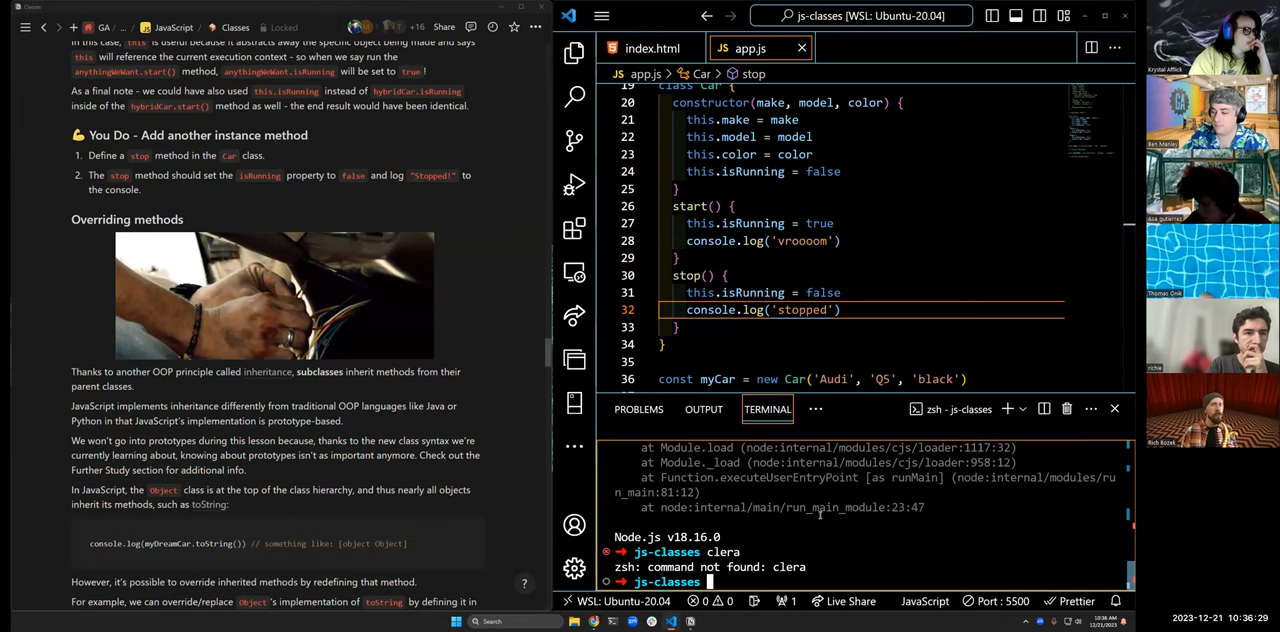 Classes
GA / ... / JavaScript / Classes Locked
+16 Share
In this case, this is useful because it abstracts away the specific object being made and says
this will reference the current execution context - so when we say run the
anythingWeWant.start() method, anythingWeWant.isRunning will be set to true !
As a final note - we could have also used this.isRunning instead of hybridCar.isRunning
inside of the hybridCar.start() method as well - the end result would have been identical.
💪 You Do - Add another instance method
1. Define a stop method in the Car class.
2. The stop method should set the isRunning property to false and log "Stopped!" to
the console.
Overriding methods
Thanks to another OOP principle called inheritance, subclasses inherit methods from their
parent classes.
JavaScript implements inheritance differently from traditional OOP languages like Java or
Python in that JavaScript's implementation is prototype-based.
We won't go into prototypes during this lesson because, thanks to the new class syntax we're
currently learning about, knowing about prototypes isn't as important anymore. Check out the
Further Study section for additional info.
In JavaScript, the Object class is at the top of the class hierarchy, and thus nearly all objects
inherit its methods, such as toString:
console.log(myDreamCar.toString()) // something like: [object Object]
However, it's possible to override inherited methods by redefining that method.
For example, we can override/replace Object's implementation of toString by defining it in
?
Search
js-classes [WSL: Ubuntu-20.04]
index.html
JS app.js
JS app.js > Car > stop
19 class Car {
20 constructor(make, model, color) {
21 this.make = make
22 this.model = model
23 this.color = color
24 this.isRunning = false
25 }
26 start() {
27 this.isRunning = true
28 console.log('vroooom')
29 }
30 stop() {
31 this.isRunning = false
32 console.log('stopped')
33 }
34 }
35
36 const myCar = new Car('Audi', 'Q5', 'black')
PROBLEMS OUTPUT TERMINAL ... zsh - js-classes
at Module.load (node:internal/modules/cjs/loader:1117:32)
at Module._load (node:internal/modules/cjs/loader:958:12)
at Function.executeUserEntryPoint [as runMain] (node:internal/modules/ru
n_main:81:12)
at node:internal/main/run_main_module:23:47
Node.js v18.16.0
➜ js-classes clera
zsh: command not found: clera
➜ js-classes
WSL: Ubuntu-20.04 0 0 1 Live Share JavaScript Port : 5500 Prettier
10:36 AM
12/21/2023
Krystal Afflick
GA
Ben Manley
Asa gutierrez
Thomas Onik
richie
Rich Bozek
2023-12-21 10:36:29